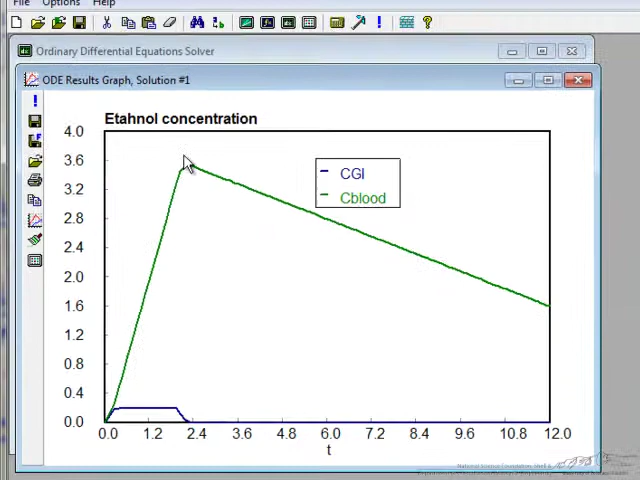 File Options Help
Ordinary Differential Equations Solver
ODE Results Graph, Solution #1
Etahnol concentration
4.0
3.6
3.2
2.8
2.4
2.0
1.6
1.2
0.8
0.4
0.0
CGI
Cblood
0.0 1.2 2.4 3.6 4.8 6.0 7.2 8.4 9.6 10.8 12.0
t